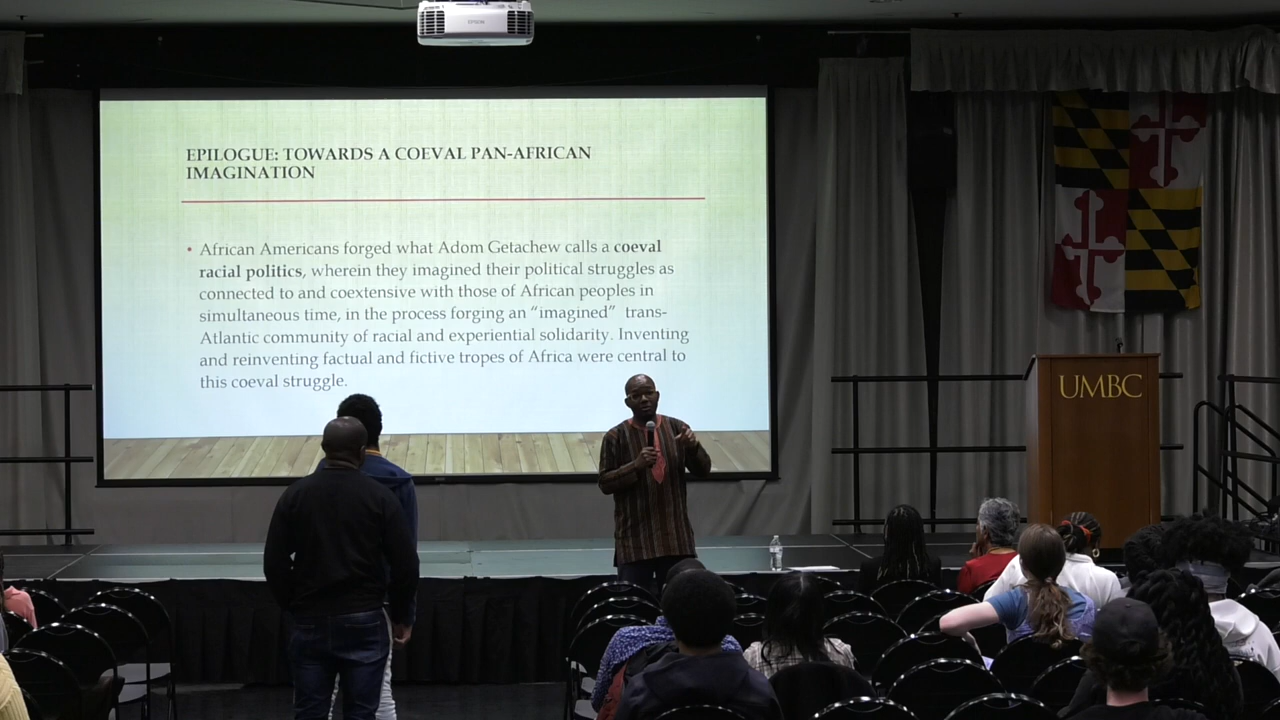 EPSON
EPILOGUE: TOWARDS A COEVAL PAN-AFRICAN
IMAGINATION
• African Americans forged what Adom Getachew calls a coeval
racial politics, wherein they imagined their political struggles as
connected to and coextensive with those of African peoples in
simultaneous time, in the process forging an “imagined” trans-
Atlantic community of racial and experiential solidarity. Inventing
and reinventing factual and fictive tropes of Africa were central to
this coeval struggle.
UMBC